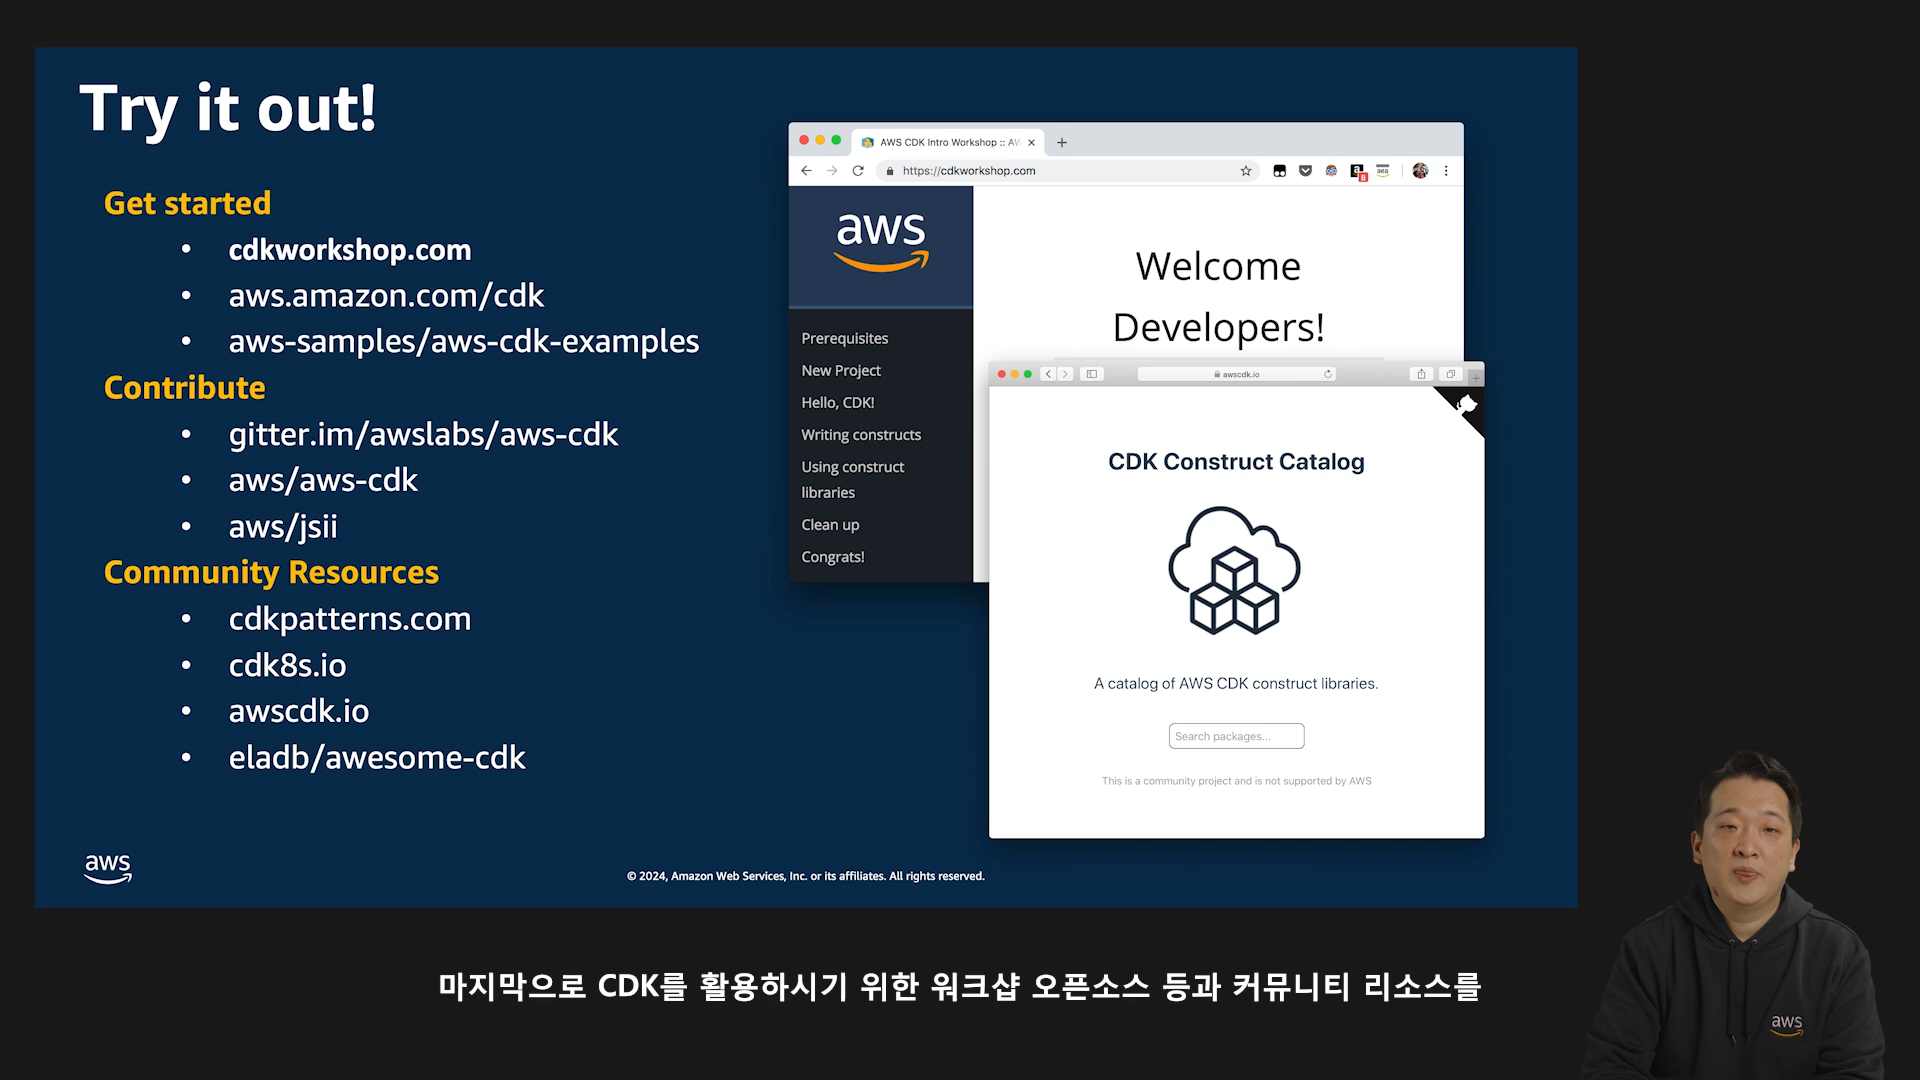 Try it out!
Get started
• cdkworkshop.com
• aws.amazon.com/cdk
• aws-samples/aws-cdk-examples
Contribute
• gitter.im/awslabs/aws-cdk
• aws/aws-cdk
• aws/jsii
Community Resources
• cdkpatterns.com
• cdk8s.io
• awscdk.io
• eladb/awesome-cdk
AWS CDK Intro Workshop :: AW
https://cdkworkshop.com
8
aea
aws
Prerequisites
New Project
Hello, CDK!
Writing constructs
Using construct
libraries
Clean up
Congrats!
Welcome
Developers!
awscdk.io
CDK Construct Catalog
A catalog of AWS CDK construct libraries.
Search packages...
This is a community project and is not supported by AWS
aws
© 2024, Amazon Web Services, Inc. or its affiliates. All rights reserved.
마지막으로 CDK를 활용하시기 위한 워크샵 오픈소스 등과 커뮤니티 리소스를
aws